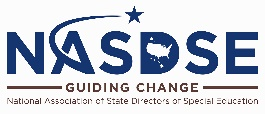 NASDSE
GUIDING CHANGE
National Association of State Directors of Special Education